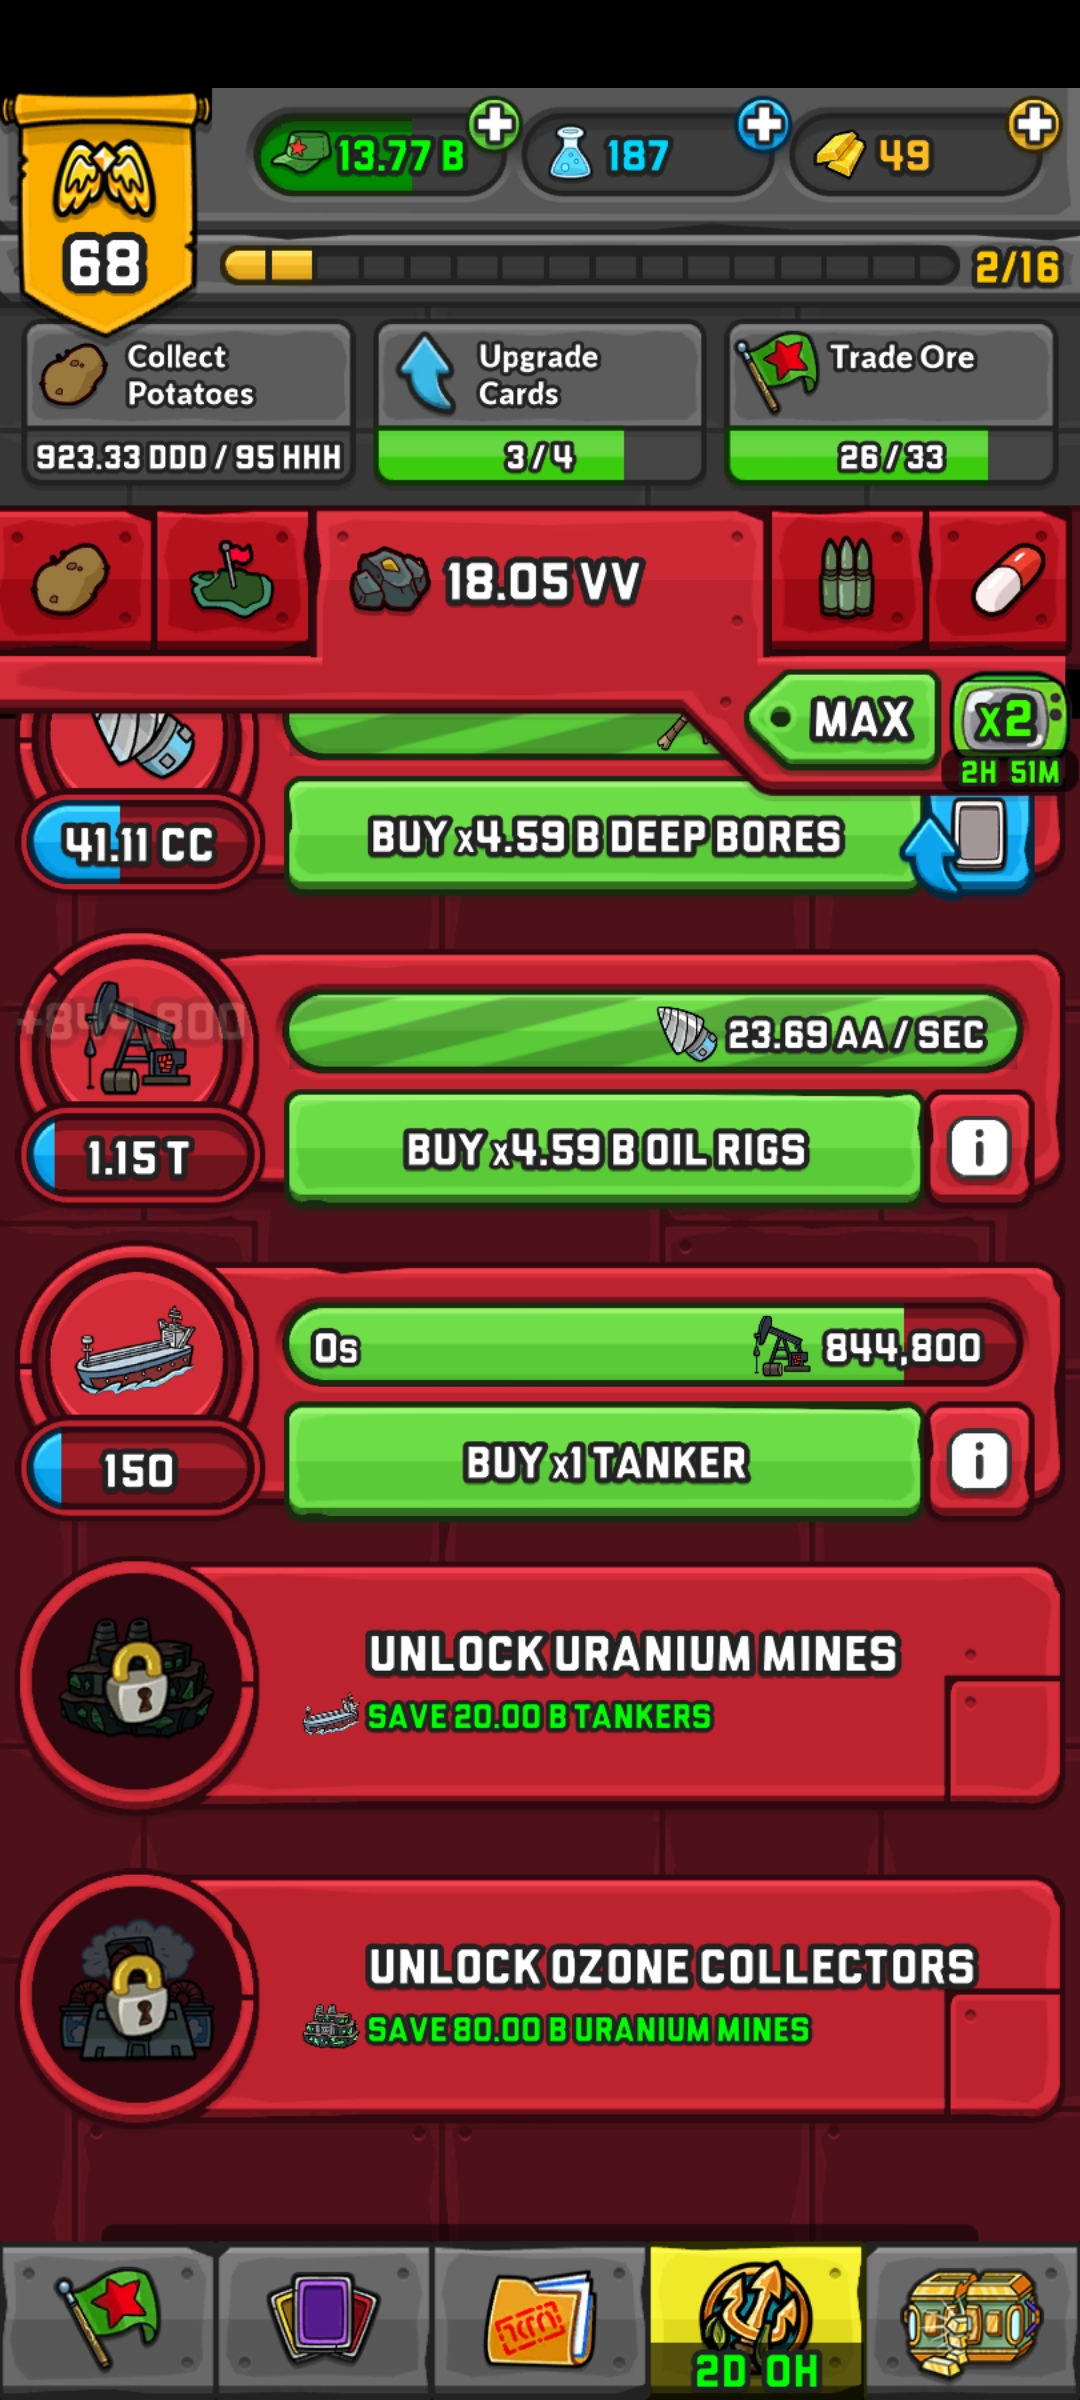 13.77 B
187
49
68
2/16
Collect
Potatoes
923.33 DDD / 95 HHH
Upgrade
Cards
3/4
Trade Ore
26/33
18.05 VV
MAX
x2
2H 51M
41.11 CC
BUY x4.59 B DEEP BORES
+844,800
23.69 AA / SEC
1.15 T
BUY x4.59 B OIL RIGS
i
0s
844,800
150
BUY x1 TANKER
i
UNLOCK URANIUM MINES
SAVE 20.00 B TANKERS
UNLOCK OZONE COLLECTORS
SAVE 80.00 B URANIUM MINES
2D 0H